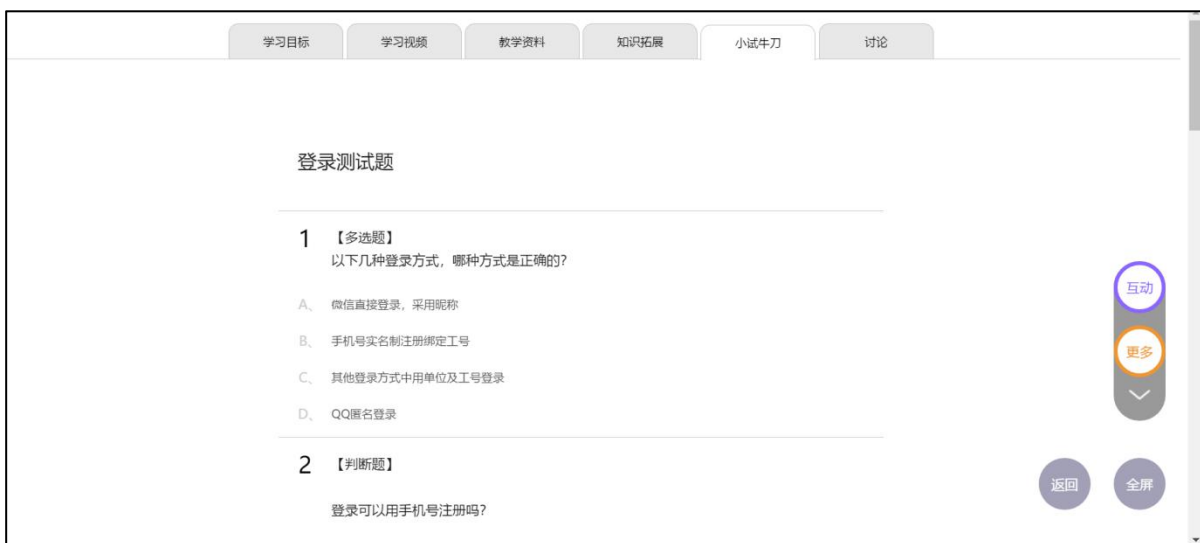 学习目标 学习视频 教学资料 知识拓展 小试牛刀 讨论
登录测试题
1 【多选题】
以下几种登录方式，哪种方式是正确的?
A、 微信直接登录，采用昵称
B、 手机号实名制注册绑定工号
C、 其他登录方式中用单位及工号登录
D、 QQ匿名登录
2 【判断题】
登录可以用手机号注册吗?
互动
更多
返回 全屏